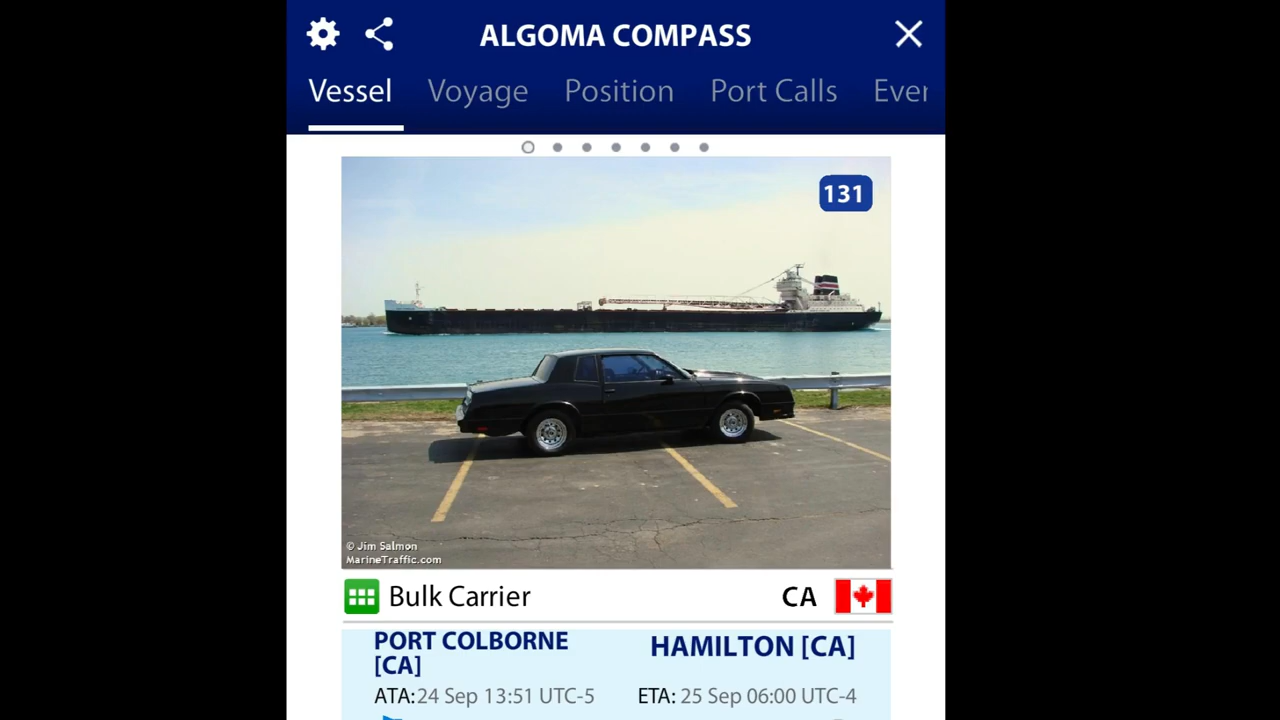 ALGOMA COMPASS
Vessel Voyage Position Port Calls Ever
131
© Jim Salmon
MarineTraffic.com
Bulk Carrier CA
PORT COLBORNE [CA] HAMILTON [CA]
ATA: 24 Sep 13:51 UTC-5 ETA: 25 Sep 06:00 UTC-4